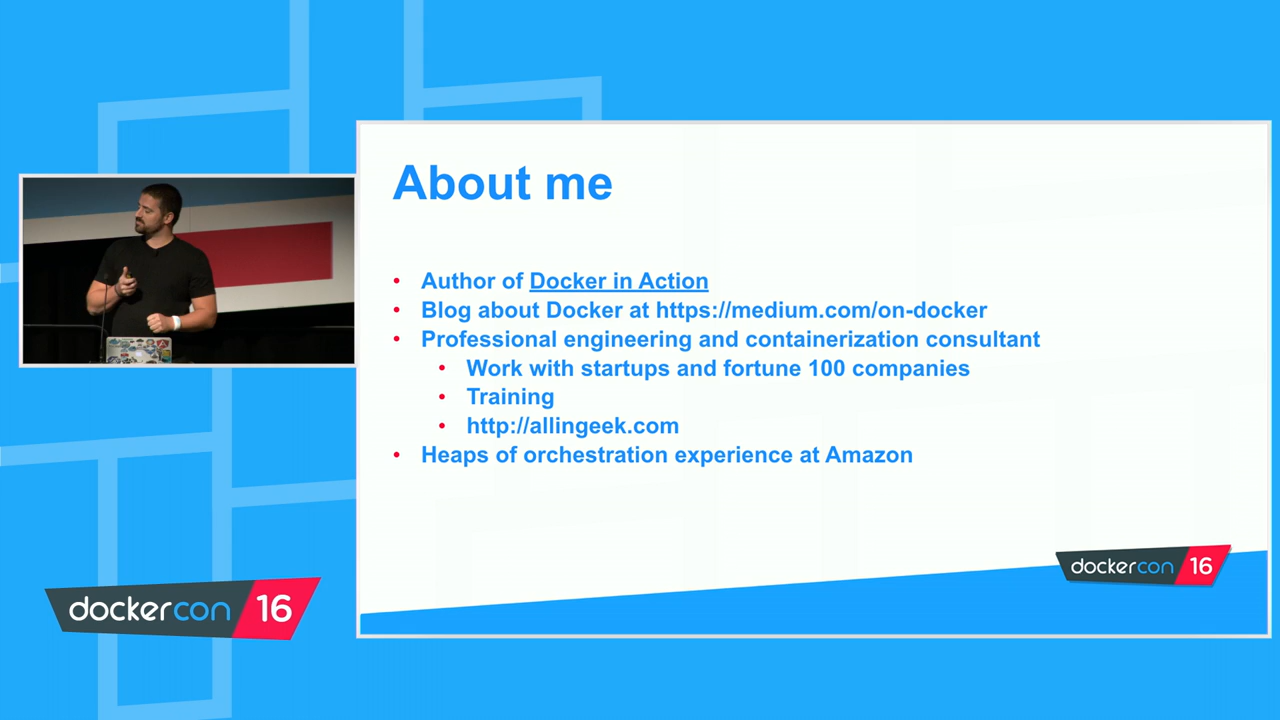 About me
Author of Docker in Action
Blog about Docker at https://medium.com/on-docker
Professional engineering and containerization consultant
Work with startups and fortune 100 companies
Training
http://allingeek.com
Heaps of orchestration experience at Amazon
dockercon 16
dockercon 16